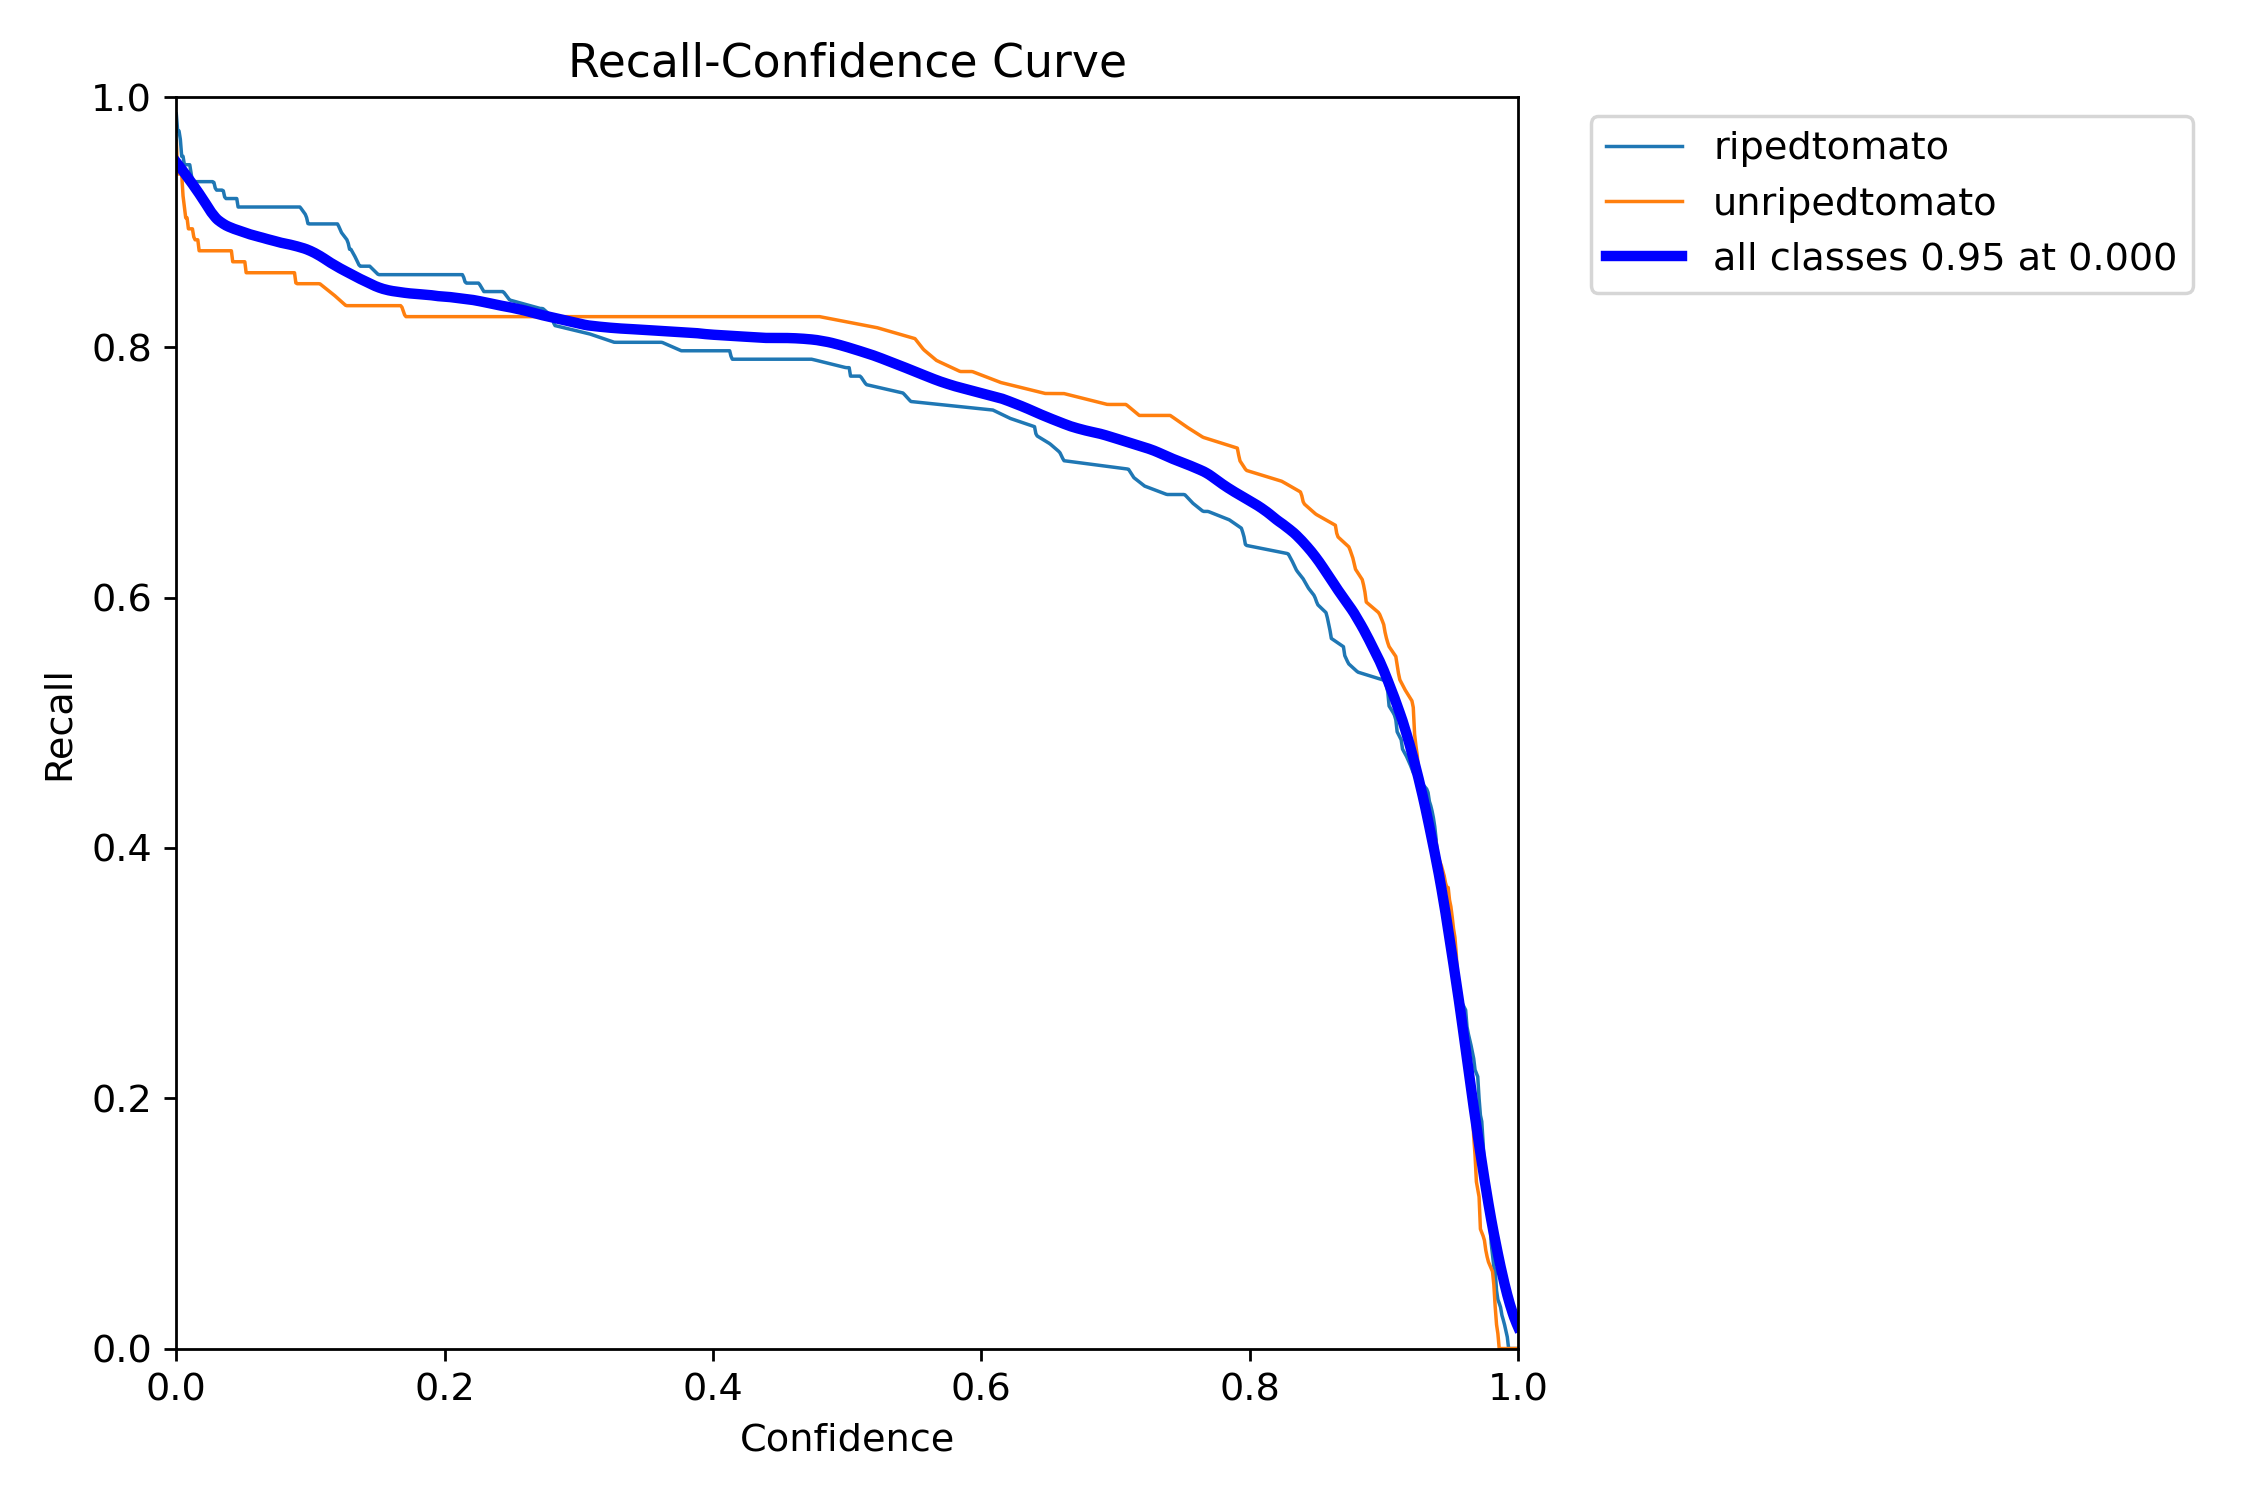 Recall-Confidence Curve
1.0
0.8
0.6
0.4
0.2
0.0
Recall
0.0 0.2 0.4 0.6 0.8 1.0
Confidence
ripedtomato
unripedtomato
all classes 0.95 at 0.000